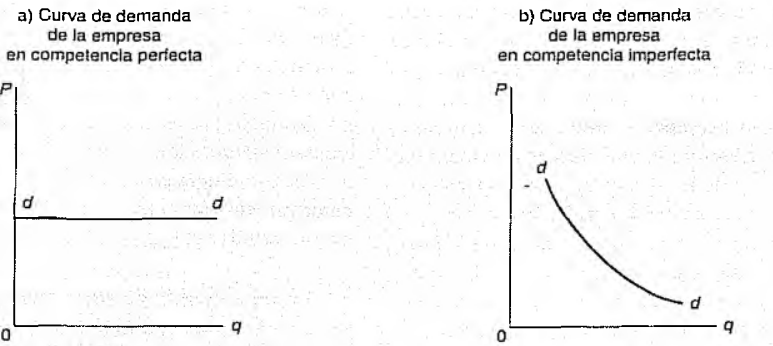 a) Curva de demanda
de la empresa
en competencia perfecta
P
d d
0
q
b) Curva de demanda
de la empresa
en competencia imperfecta
P
d
d
0
q